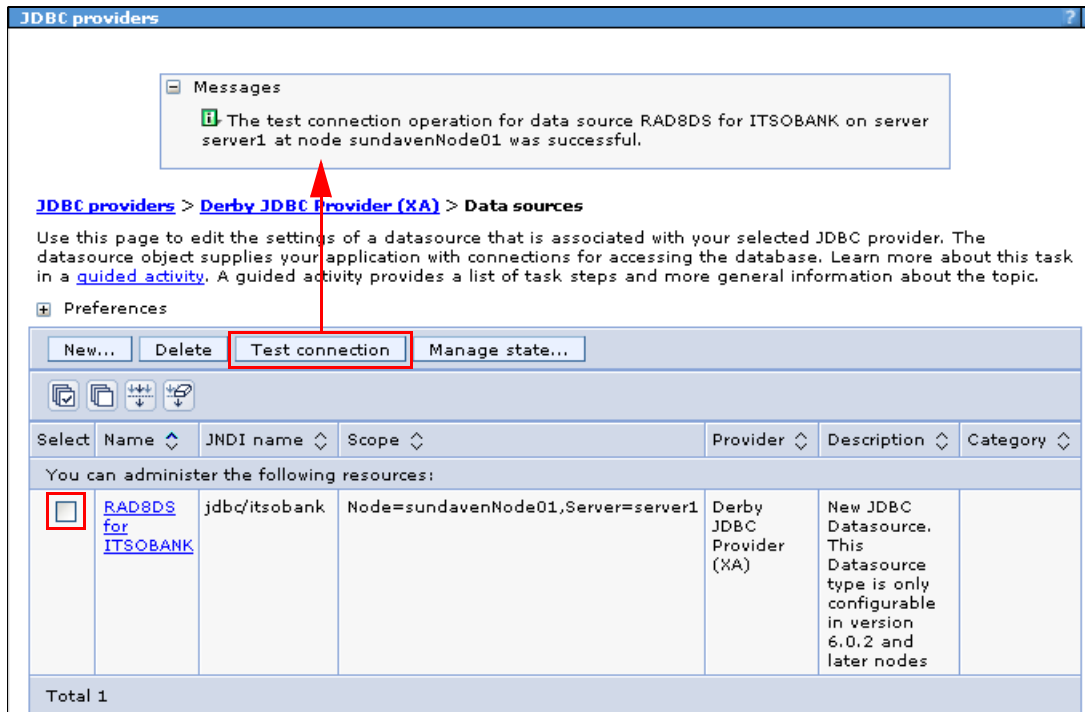 JDBC providers
?
Messages
The test connection operation for data source RAD8DS for ITSOBANK on server
server1 at node sundavenNode01 was successful.
JDBC providers > Derby JDBC Provider (XA) > Data sources
Use this page to edit the settings of a datasource that is associated with your selected JDBC provider. The
datasource object supplies your application with connections for accessing the database. Learn more about this task
in a guided activity. A guided activity provides a list of task steps and more general information about the topic.
Preferences
New... Delete Test connection Manage state...
Select Name JNDI name Scope Provider Description Category
You can administer the following resources:
RAD8DS
for
ITSOBANK
jdbc/itsobank
Node=sundavenNode01,Server=server1
Derby
JDBC
Provider
(XA)
New JDBC
Datasource.
This
Datasource
type is only
configurable
in version
6.0.2 and
later nodes
Total 1